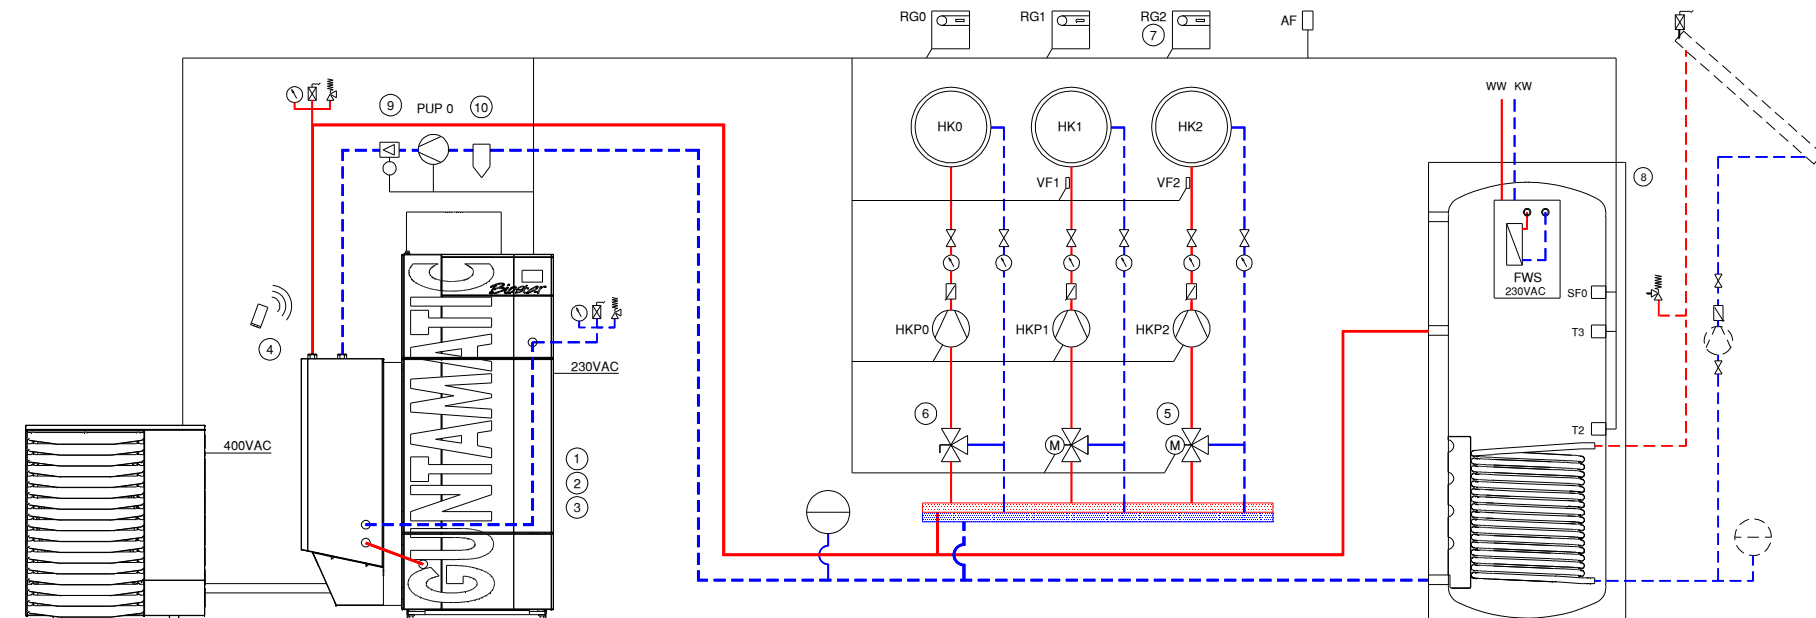 RG0
RG1
RG2
7
AF
9
PUP 0
10
HK0
HK1
HK2
WW KW
VF1
VF2
8
FWS
230VAC
SF0
T3
T2
Biostar
GUNTAMATIC
4
230VAC
HKP0
HKP1
HKP2
6
5
M
M
400VAC
1
2
3